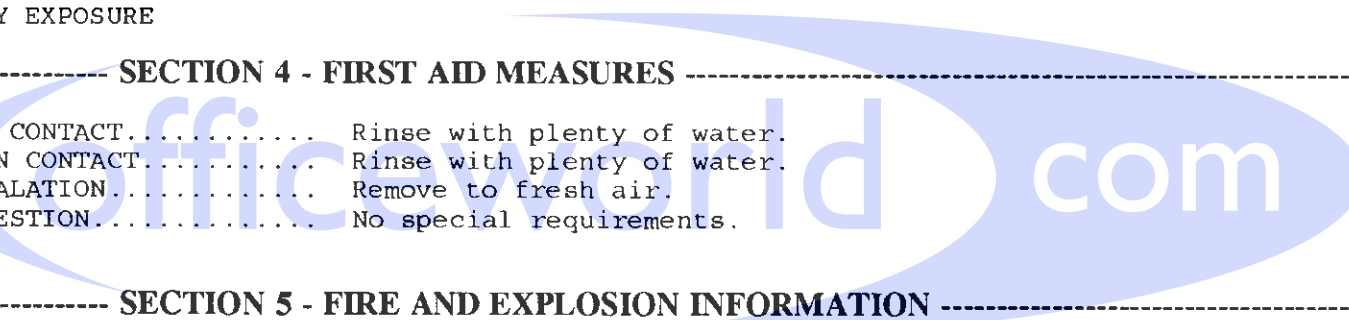 Y EXPOSURE
---------- SECTION 4 - FIRST AID MEASURES ----------
CONTACT............ Rinse with plenty of water.
N CONTACT........... Rinse with plenty of water.
ALATION............. Remove to fresh air.
ESTION.............. No special requirements.
officeworld com
---------- SECTION 5 - FIRE AND EXPLOSION INFORMATION ----------